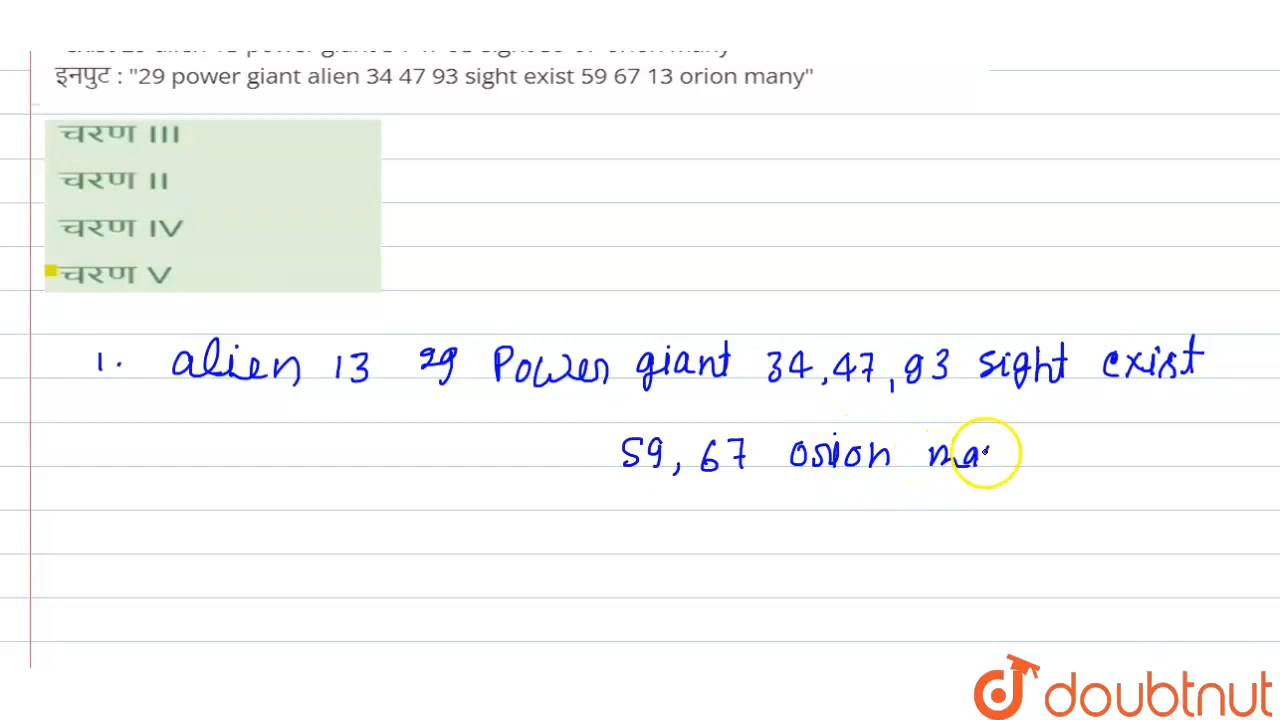 इनपुट : "29 power giant alien 34 47 93 sight exist 59 67 13 orion many"
चरण III
चरण II
चरण IV
चरण V
1. alien 13 29 Power giant 34, 47, 93 sight exist
59, 67 orion ma
doubtnut